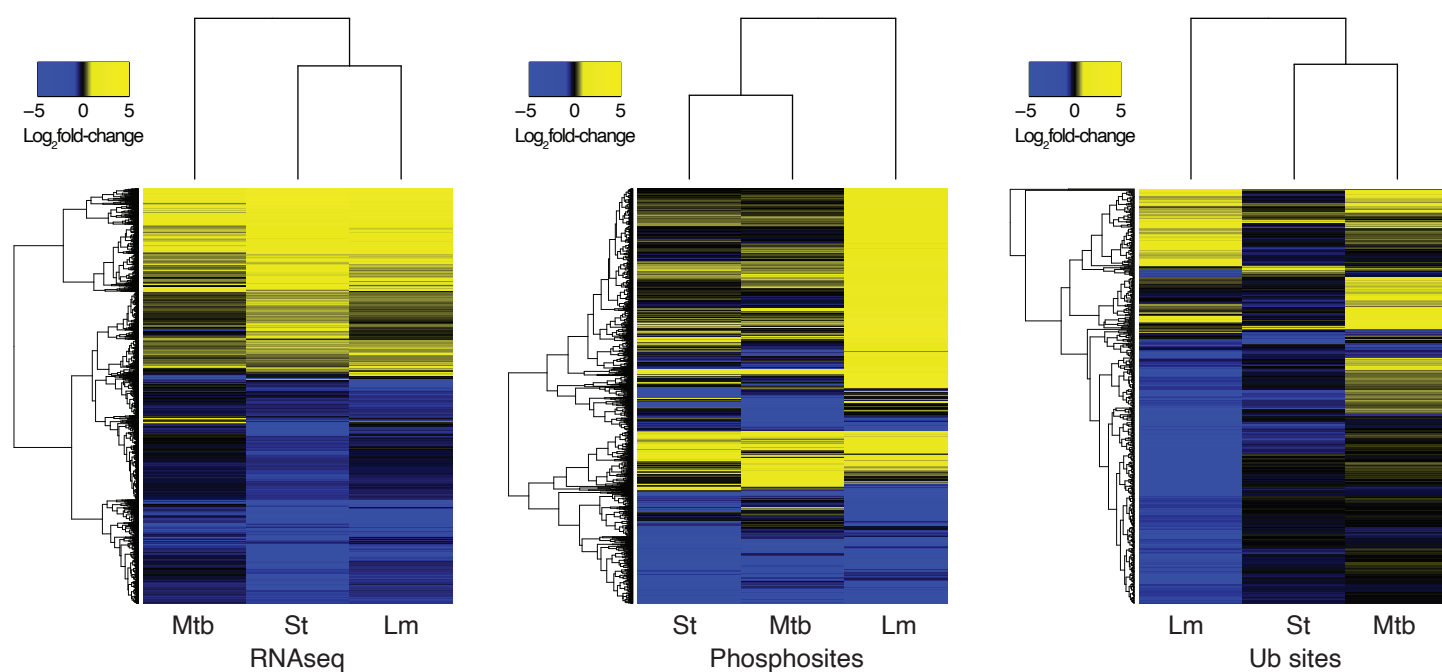 −5 0 5
Log₂fold-change
Mtb St Lm
RNAseq
−5 0 5
Log₂fold-change
St Mtb Lm
Phosphosites
−5 0 5
Log₂fold-change
Lm St Mtb
Ub sites